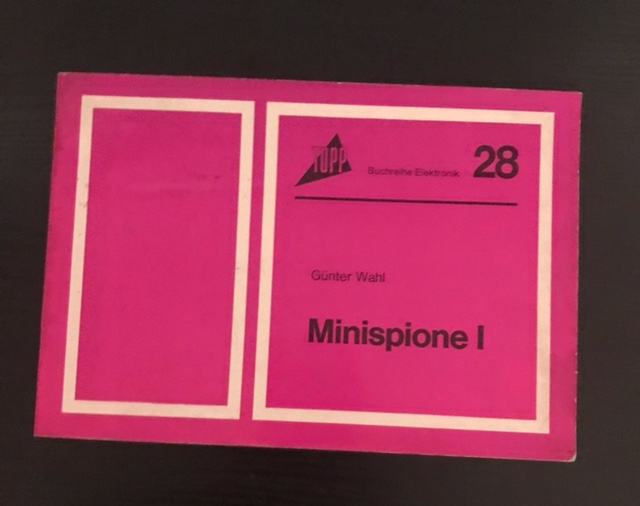 TOPP
Buchreihe Elektronik 28
Günter Wahl
Minispione I